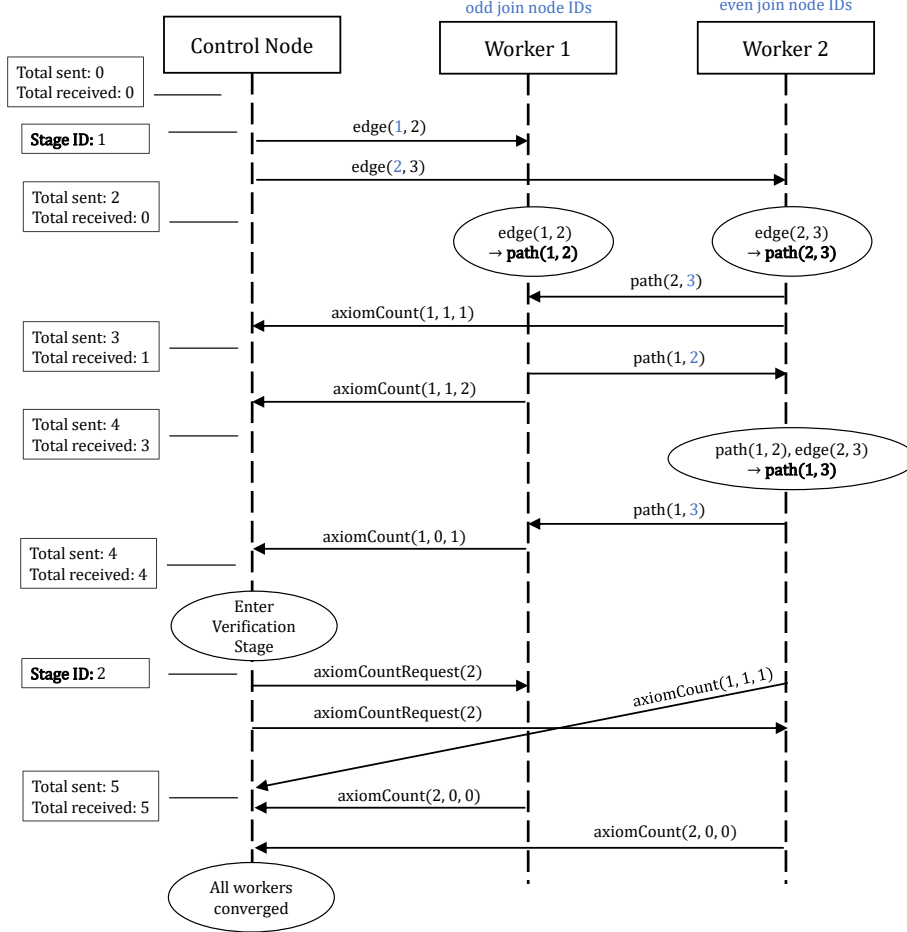 odd join node IDs
even join node IDs
Control Node
Worker 1
Worker 2
Total sent: 0
Total received: 0
Stage ID: 1
edge(1, 2)
edge(2, 3)
Total sent: 2
Total received: 0
edge(1, 2)
→ path(1, 2)
edge(2, 3)
→ path(2, 3)
path(2, 3)
axiomCount(1, 1, 1)
Total sent: 3
Total received: 1
path(1, 2)
axiomCount(1, 1, 2)
Total sent: 4
Total received: 3
path(1, 2), edge(2, 3)
→ path(1, 3)
path(1, 3)
axiomCount(1, 0, 1)
Total sent: 4
Total received: 4
Enter
Verification
Stage
Stage ID: 2
axiomCountRequest(2)
axiomCount(1, 1, 1)
axiomCountRequest(2)
Total sent: 5
Total received: 5
axiomCount(2, 0, 0)
axiomCount(2, 0, 0)
All workers
converged